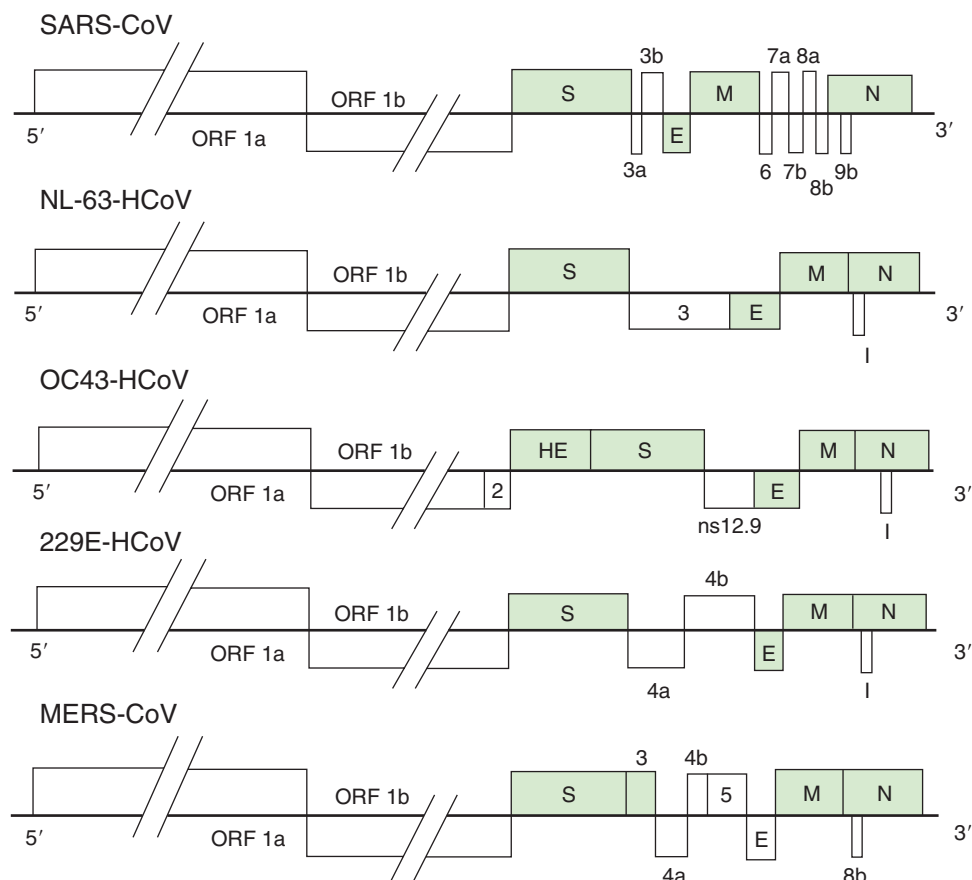 SARS-CoV
3b 7a 8a
ORF 1b S M N
5′ ORF 1a E 3′
3a 6 7b 8b 9b
NL-63-HCoV
ORF 1b S M N
5′ ORF 1a 3 E 3′
I
OC43-HCoV
ORF 1b HE S M N
5′ ORF 1a 2 E 3′
ns12.9 I
229E-HCoV
4b
ORF 1b S M N
5′ ORF 1a E 3′
4a I
MERS-CoV
3 4b
ORF 1b S 5 M N
5′ ORF 1a E 3′
4a 8b